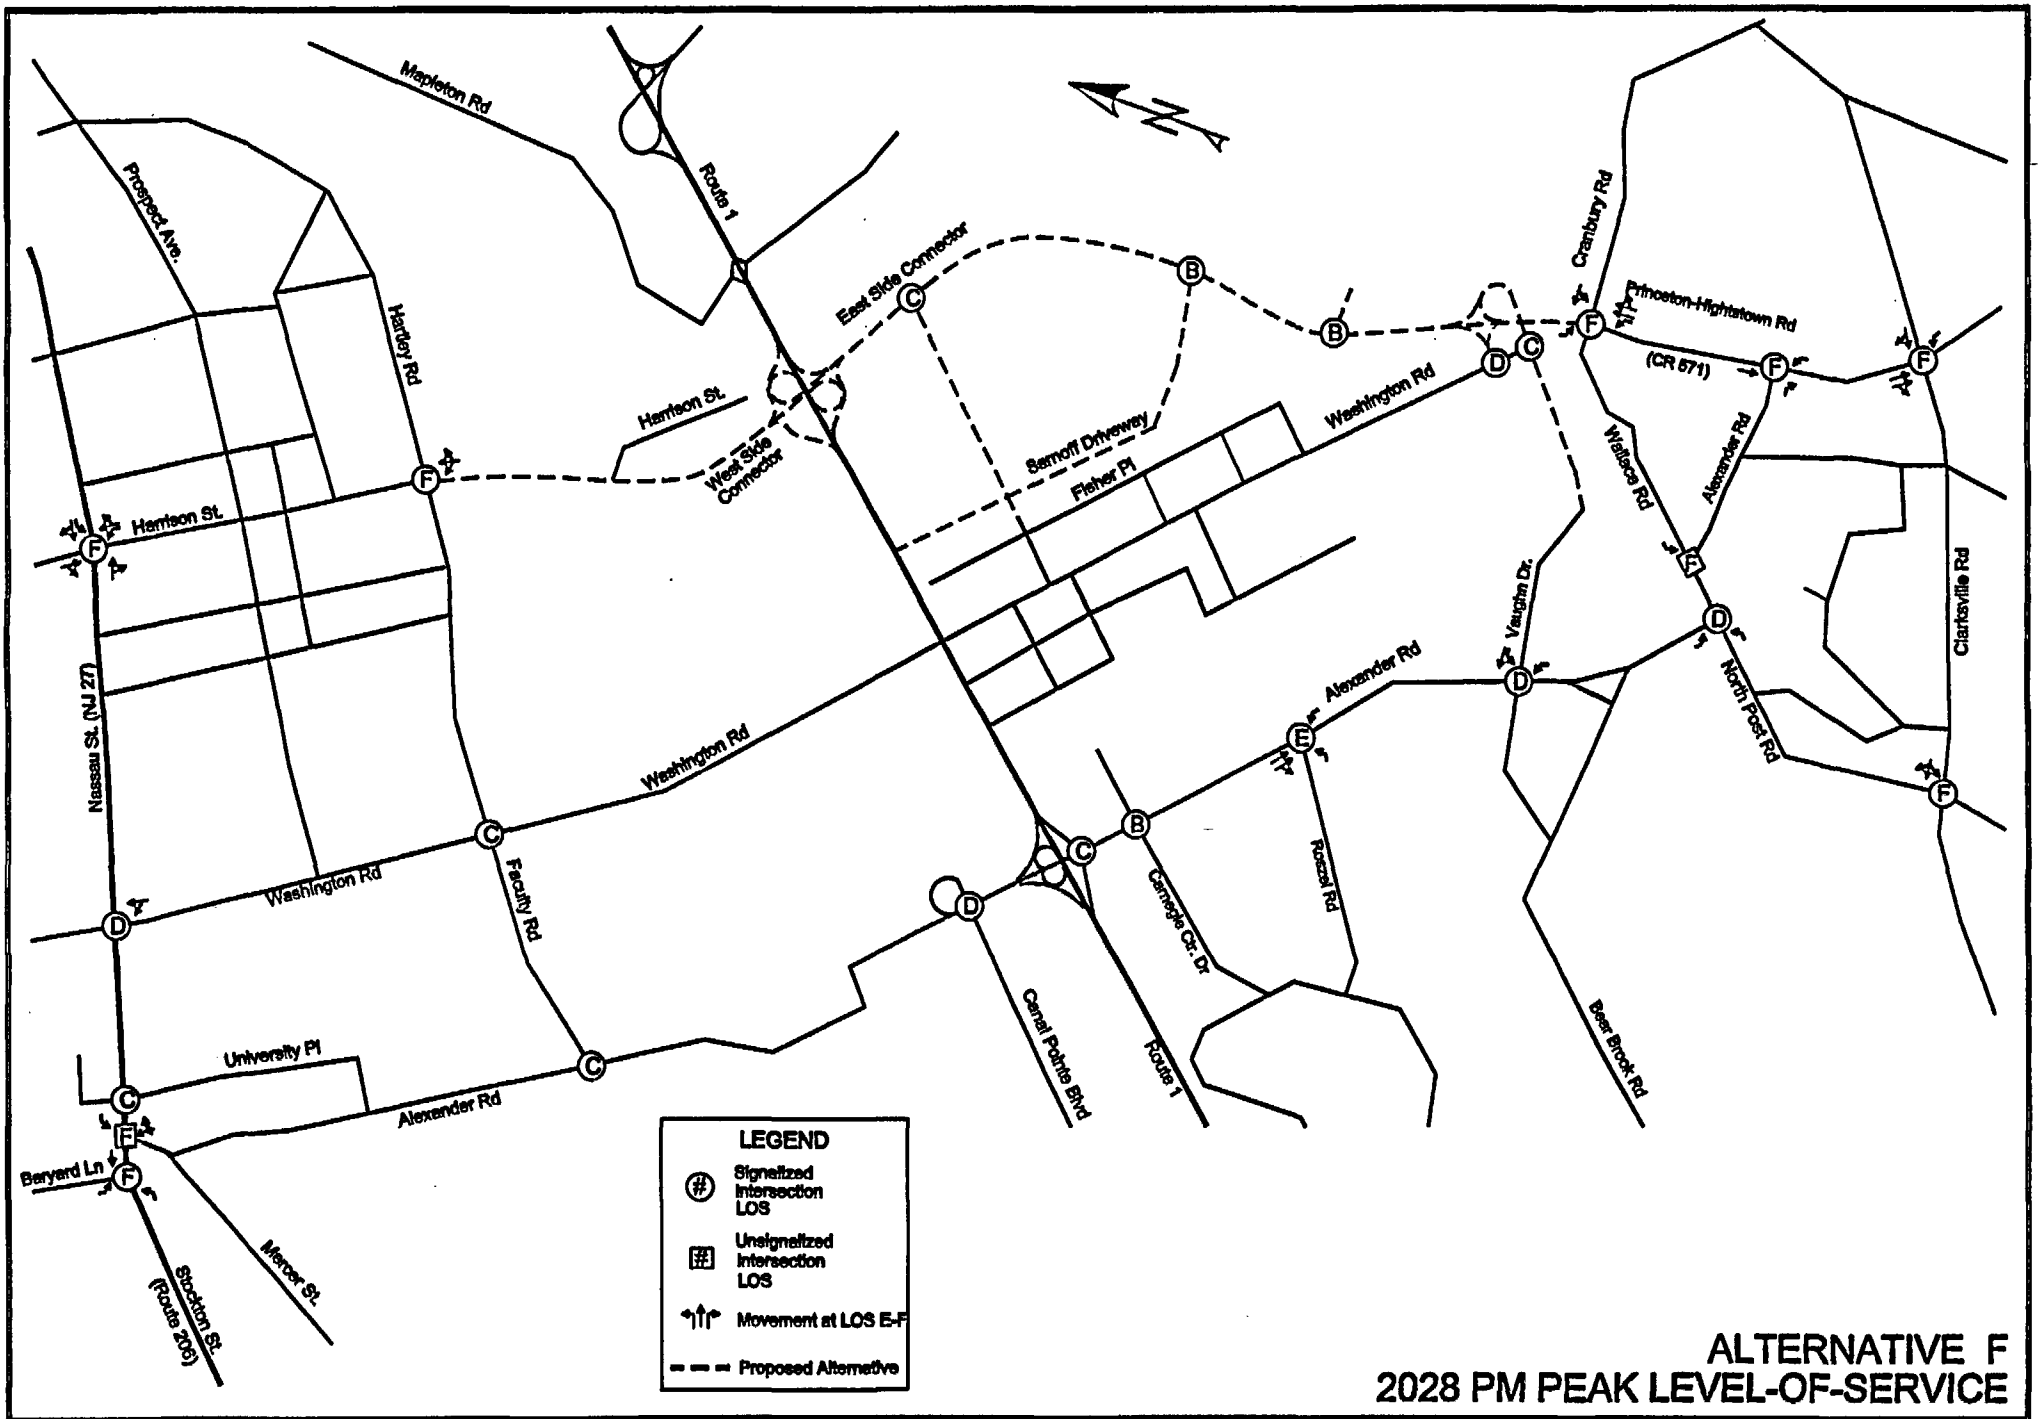 Mapleton Rd
Route 1
N
Prospect Ave.
Cranbury Rd
East Side Connector
C
B
B
Princeton-Hightstown Rd
(CR 571)
F
F
F
C
D
Hartley Rd
Harrison St.
West Side
Connector
Sarnoff Driveway
Fisher Pl
Washington Rd
Wallace Rd
Alexander Rd
F
Harrison St.
F
F
Vaughn Dr.
D
Clarksville Rd
Nassau St. (NJ 27)
Washington Rd
Alexander Rd
D
North Post Rd
E
F
C
B
C
Roszel Rd
Washington Rd
Faculty Rd
D
D
Carnegie Ctr. Dr
Canal Pointe Blvd
Route 1
Bear Brook Rd
University Pl
C
C
Alexander Rd
F
Baryard Ln
F
Mercer St.
Stockton St.
(Route 206)
LEGEND
# Signalized
Intersection
LOS
# Unsignalized
Intersection
LOS
Movement at LOS E-F
Proposed Alternative
ALTERNATIVE F
2028 PM PEAK LEVEL-OF-SERVICE